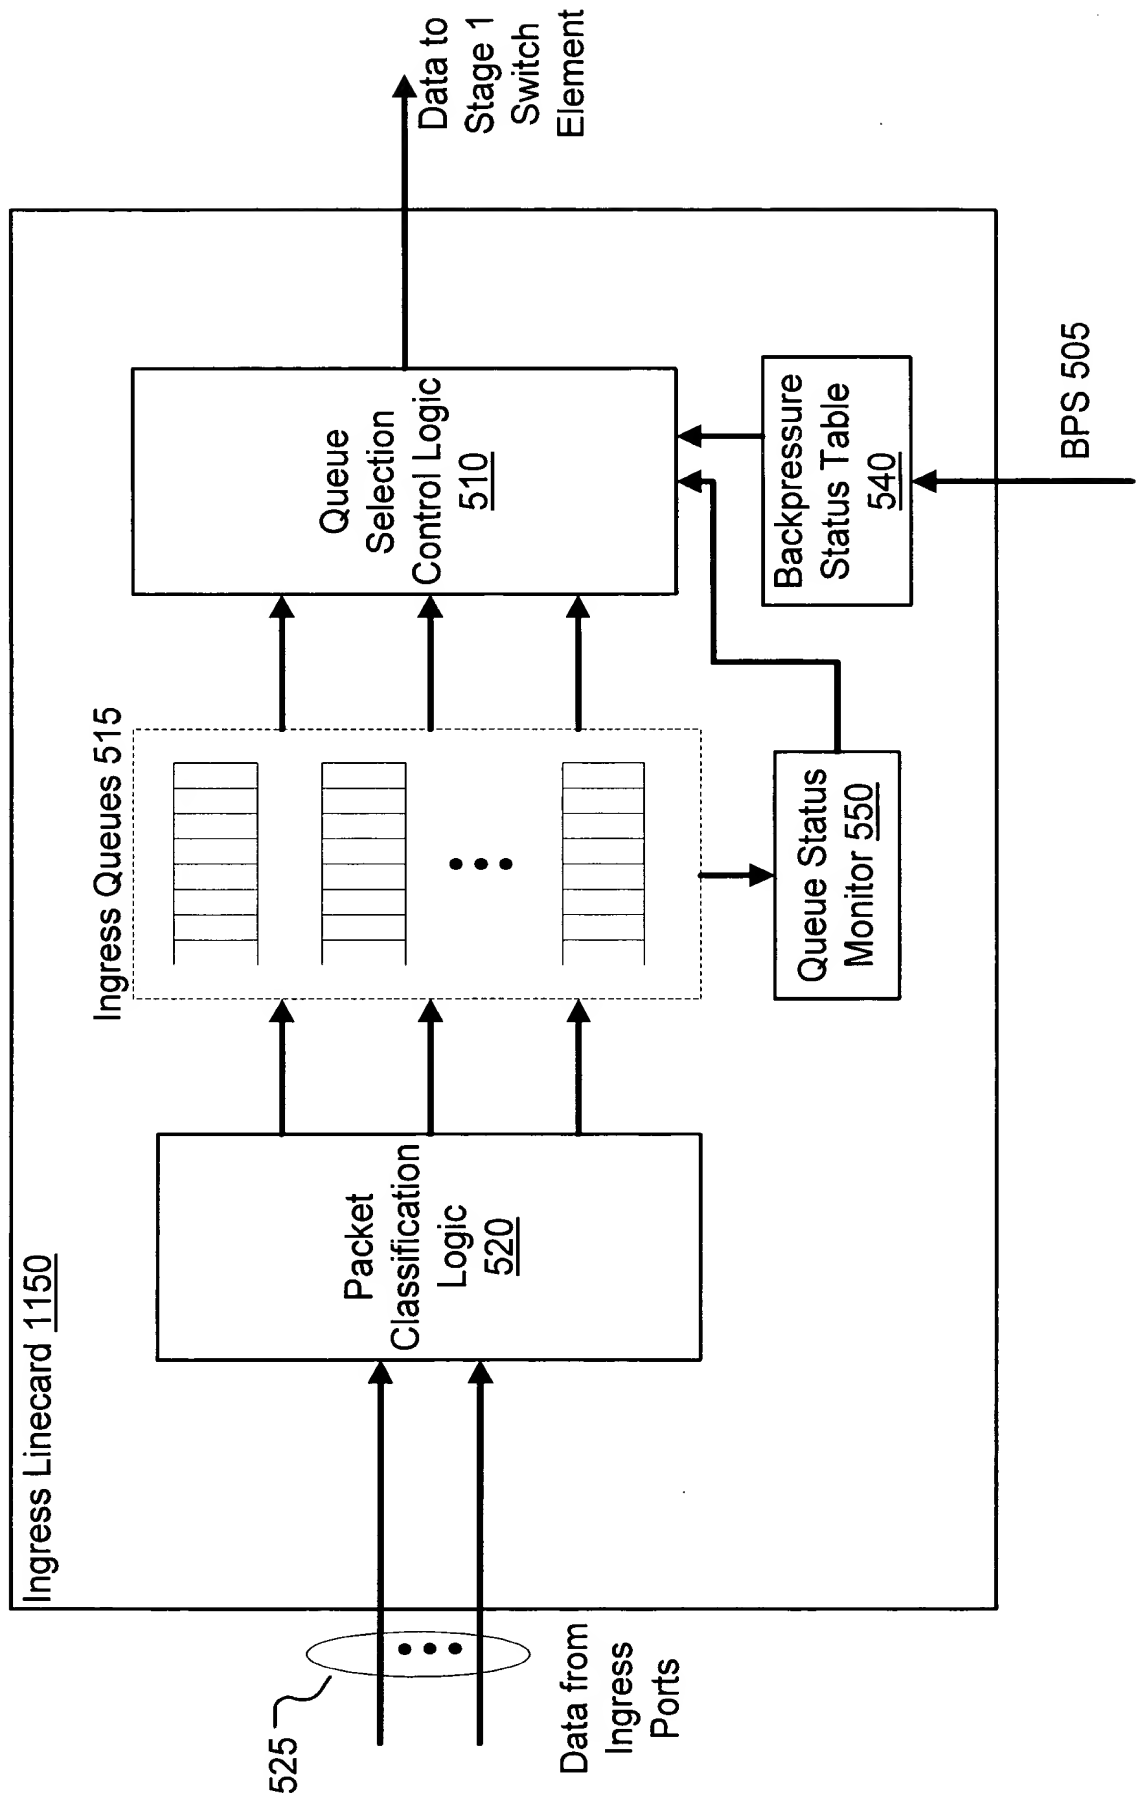 Ingress Linecard 1150
525
Data from
Ingress
Ports
Packet
Classification
Logic
520
Ingress Queues 515
Queue Status
Monitor 550
Queue
Selection
Control Logic
510
Backpressure
Status Table
540
BPS 505
Data to
Stage 1
Switch
Element